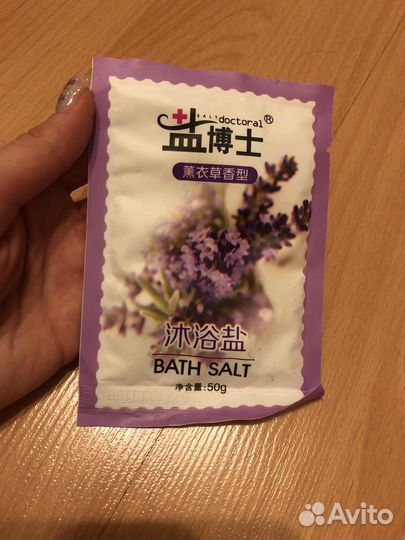 SALT doctoral®
盐博士
薰衣草香型
沐浴盐
BATH SALT
净含量:50g
Avito